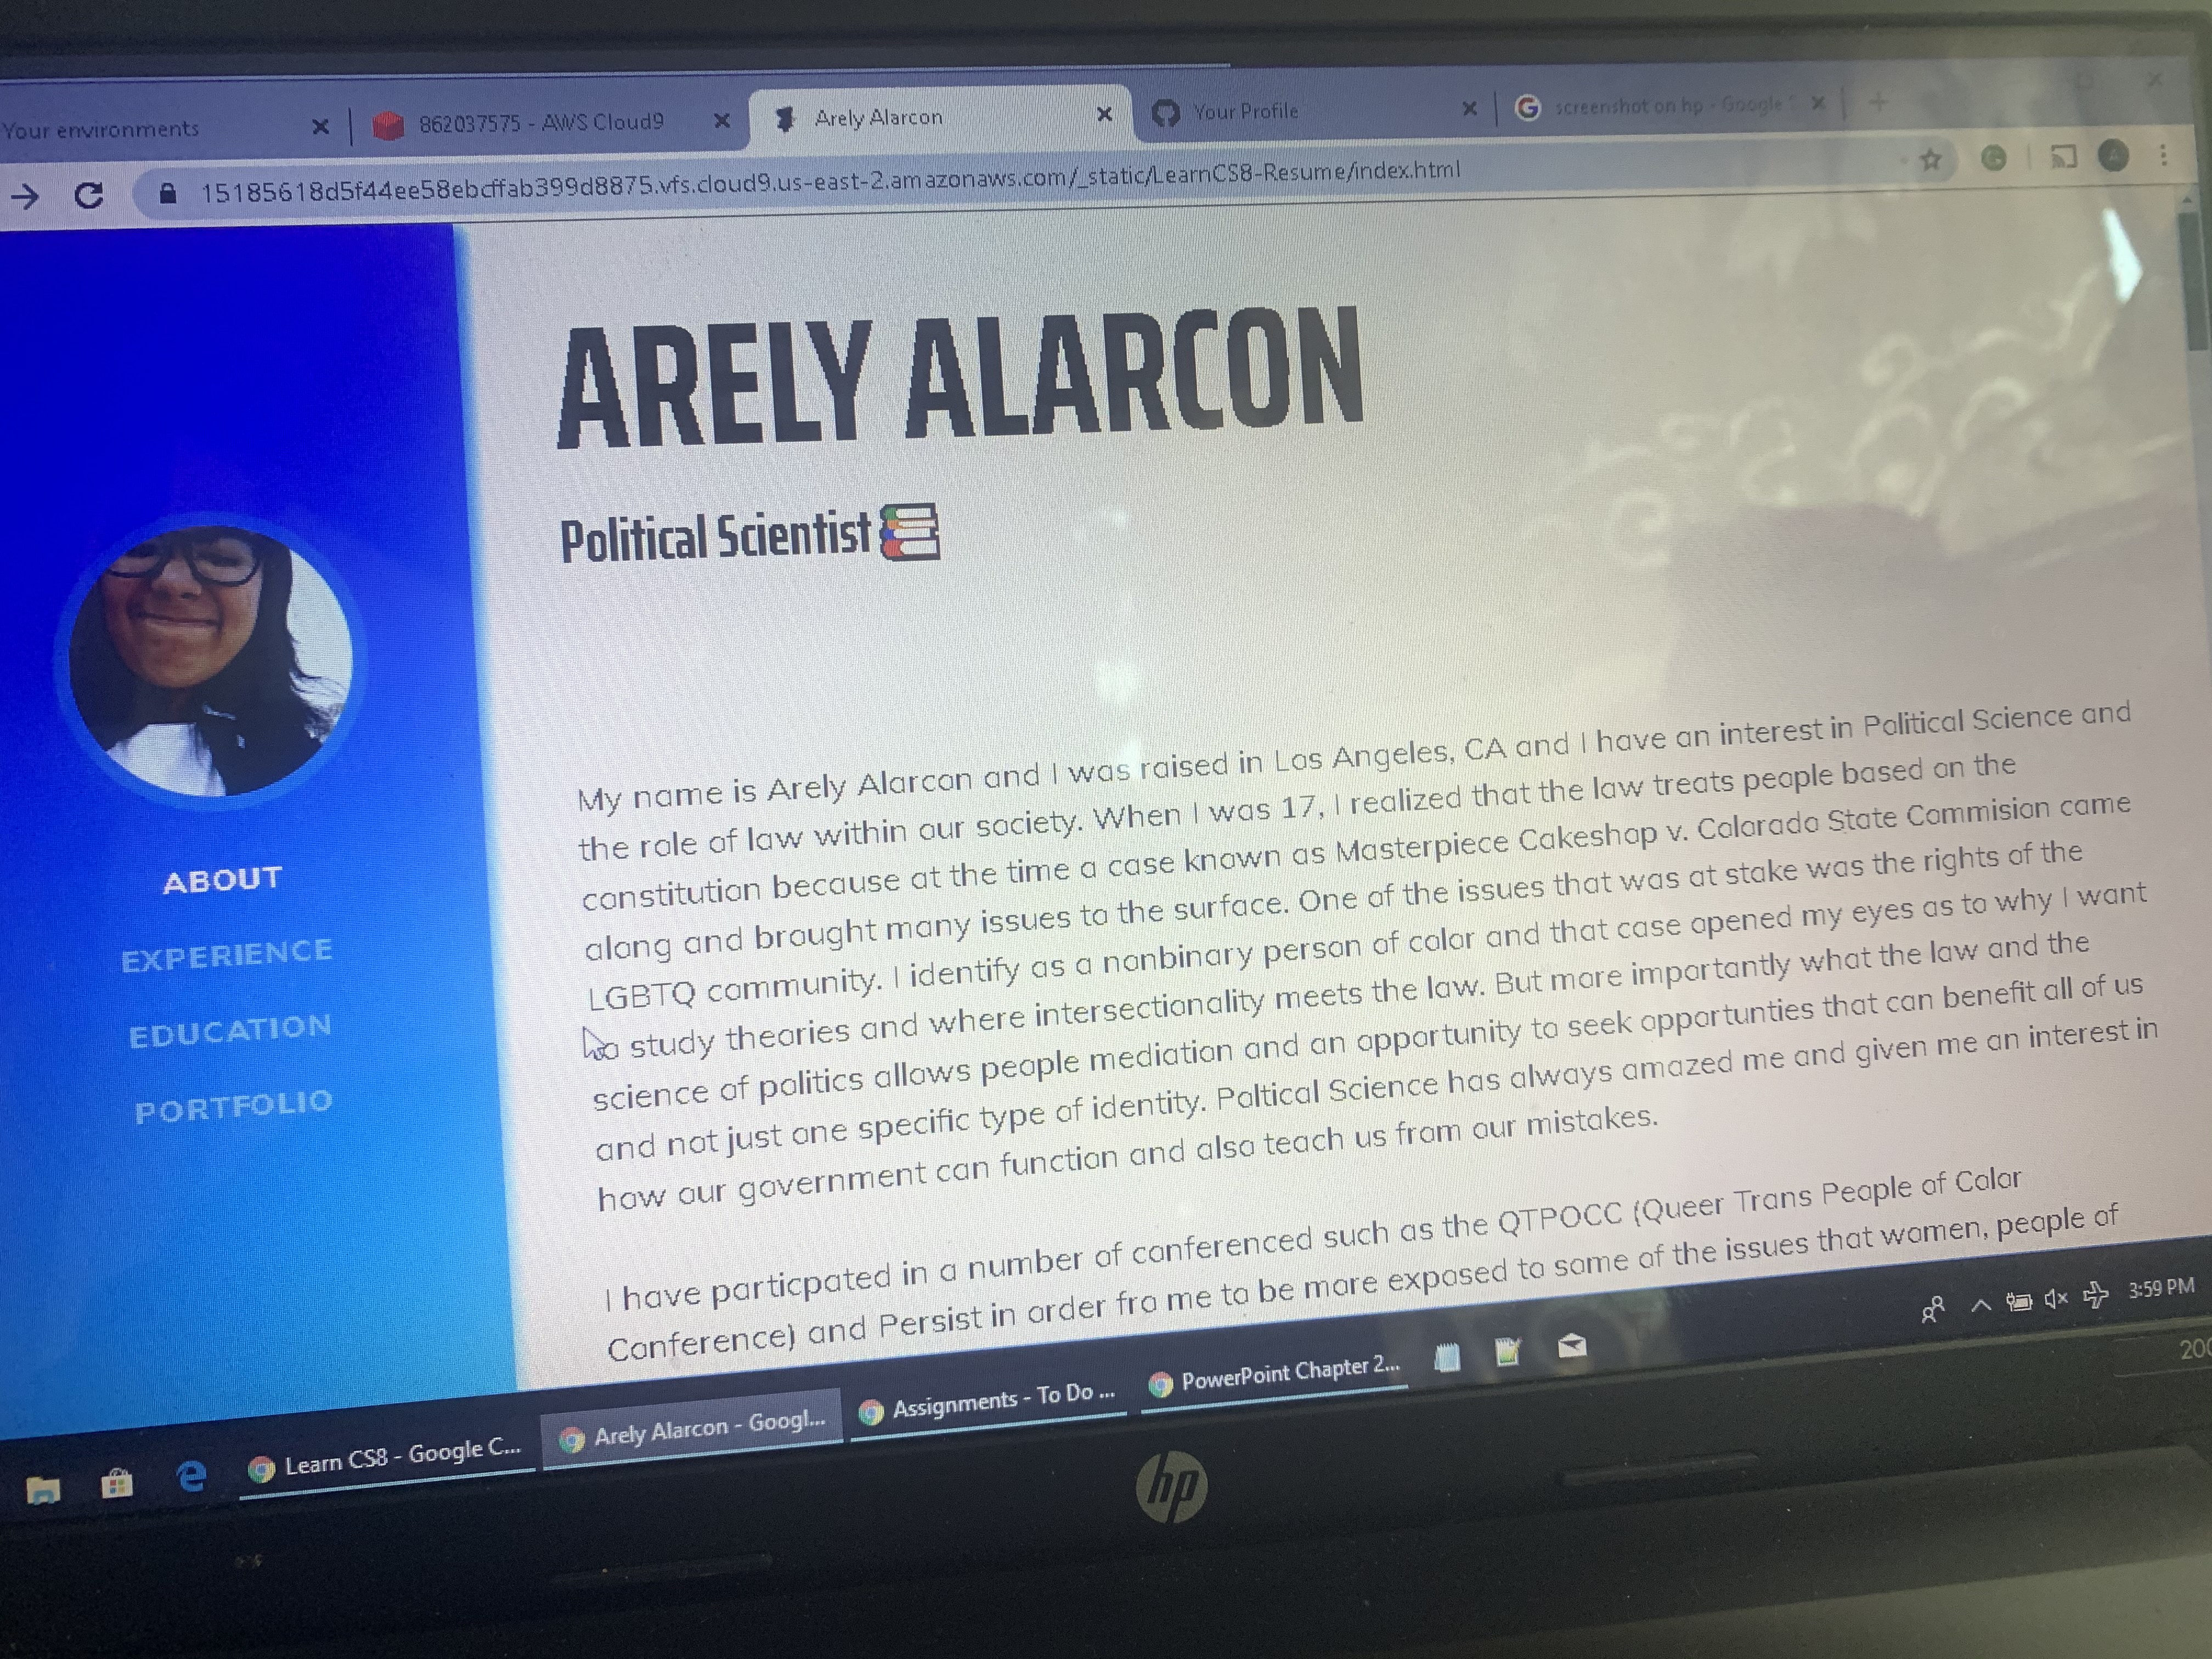 Your environments
862037575 - AWS Cloud9
Arely Alarcon
Your Profile
screenshot on hp - Google
15185618d5f44ee58ebcffab399d8875.vfs.cloud9.us-east-2.amazonaws.com/_static/LearnCS8-Resume/index.html
ARELY ALARCON
Political Scientist
ABOUT
EXPERIENCE
EDUCATION
PORTFOLIO
My name is Arely Alarcon and I was raised in Los Angeles, CA and I have an interest in Political Science and
the role of law within our society. When I was 17, I realized that the law treats people based on the
constitution because at the time a case known as Masterpiece Cakeshop v. Colorado State Commision came
along and brought many issues to the surface. One of the issues that was at stake was the rights of the
LGBTQ community. I identify as a nonbinary person of color and that case opened my eyes as to why I want
to study theories and where intersectionality meets the law. But more importantly what the law and the
science of politics allows people mediation and an opportunity to seek opportunties that can benefit all of us
and not just one specific type of identity. Poltical Science has always amazed me and given me an interest in
how our government can function and also teach us from our mistakes.
I have particpated in a number of conferenced such as the QTPOCC (Queer Trans People of Color
Conference) and Persist in order fro me to be more exposed to some of the issues that women, people of
Learn CS8 - Google C...
Arely Alarcon - Googl...
Assignments - To Do ...
PowerPoint Chapter 2...
3:59 PM
hp